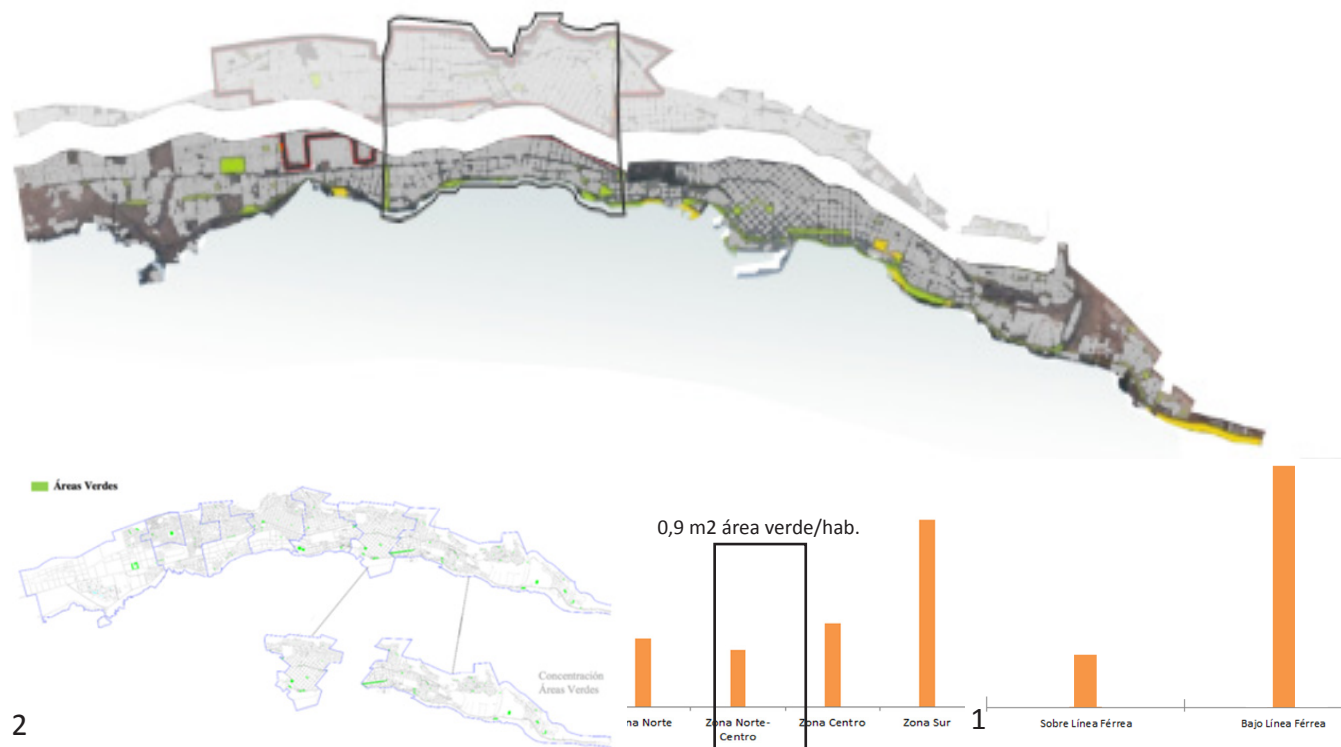 Áreas Verdes
0,9 m2 área verde/hab.
Concentración
Áreas Verdes
na Norte
Zona Norte-
Centro
Zona Centro
Zona Sur
Sobre Línea Férrea
Bajo Línea Férrea
2
1